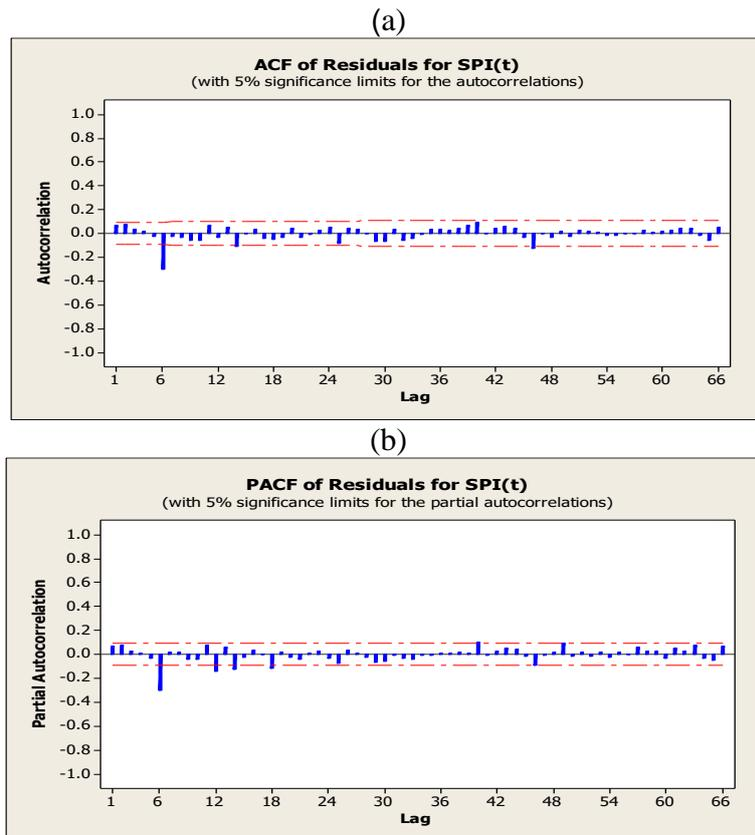 (a)
ACF of Residuals for SPI(t)
(with 5% significance limits for the autocorrelations)
Autocorrelation
1.0
0.8
0.6
0.4
0.2
0.0
-0.2
-0.4
-0.6
-0.8
-1.0
1 6 12 18 24 30 36 42 48 54 60 66
Lag
(b)
PACF of Residuals for SPI(t)
(with 5% significance limits for the partial autocorrelations)
Partial Autocorrelation
1.0
0.8
0.6
0.4
0.2
0.0
-0.2
-0.4
-0.6
-0.8
-1.0
1 6 12 18 24 30 36 42 48 54 60 66
Lag